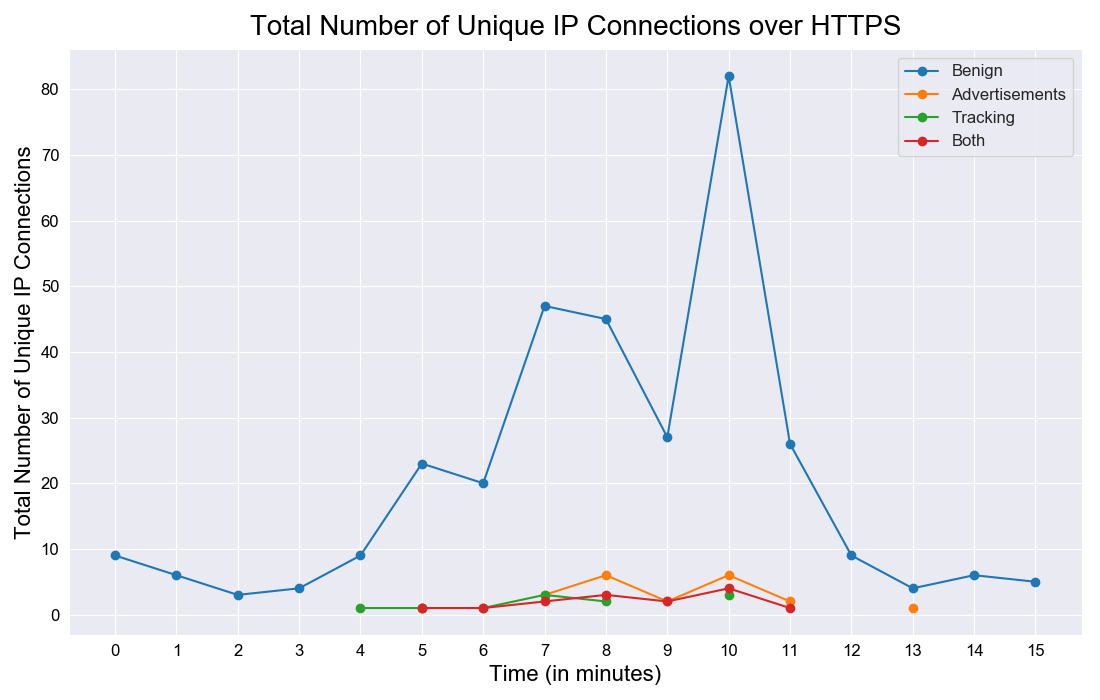 Total Number of Unique IP Connections over HTTPS
Total Number of Unique IP Connections
80
70
60
50
40
30
20
10
0
Benign
Advertisements
Tracking
Both
0 1 2 3 4 5 6 7 8 9 10 11 12 13 14 15
Time (in minutes)